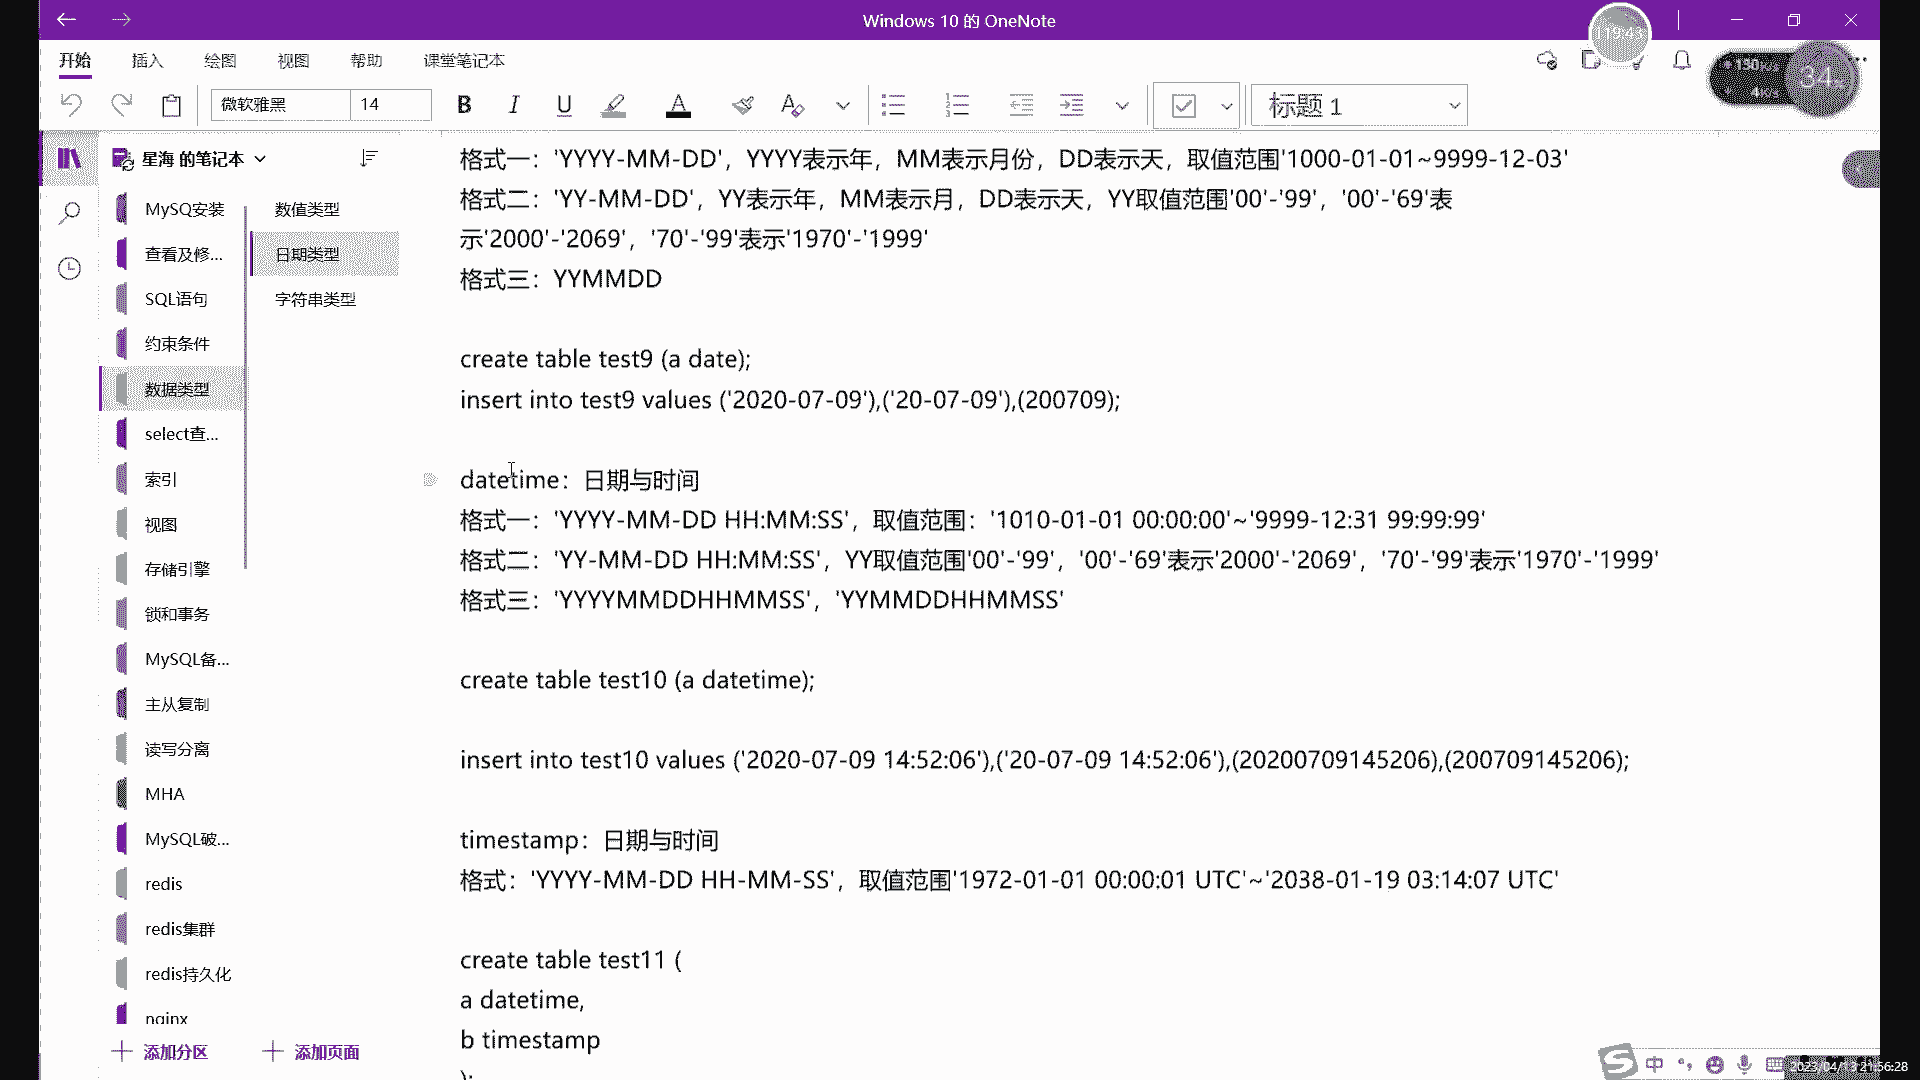 Windows 10 的 OneNote
19:43
开始 插入 绘图 视图 帮助 课堂笔记本
微软雅黑 14 B I U A A 标题 1
星海 的笔记本
MySQ安装
查看及修...
SQL语句
约束条件
数据类型
select查...
索引
视图
存储引擎
锁和事务
MySQL备...
主从复制
读写分离
MHA
MySQL破...
redis
redis集群
redis持久化
nginx
添加分区
数值类型
日期类型
字符串类型
添加页面
格式一：'YYYY-MM-DD'，YYYY表示年，MM表示月份，DD表示天，取值范围'1000-01-01~9999-12-03'
格式二：'YY-MM-DD'，YY表示年，MM表示月，DD表示天，YY取值范围'00'-'99'，'00'-'69'表
示'2000'-'2069'，'70'-'99'表示'1970'-'1999'
格式三：YYMMDD
create table test9 (a date);
insert into test9 values ('2020-07-09'),('20-07-09'),(200709);
datetime：日期与时间
格式一：'YYYY-MM-DD HH:MM:SS'，取值范围：'1010-01-01 00:00:00'~'9999-12:31 99:99:99'
格式二：'YY-MM-DD HH:MM:SS'，YY取值范围'00'-'99'，'00'-'69'表示'2000'-'2069'，'70'-'99'表示'1970'-'1999'
格式三：'YYYYMMDDHHMMSS'，'YYMMDDHHMMSS'
create table test10 (a datetime);
insert into test10 values ('2020-07-09 14:52:06'),('20-07-09 14:52:06'),(20200709145206),(200709145206);
timestamp：日期与时间
格式：'YYYY-MM-DD HH-MM-SS'，取值范围'1972-01-01 00:00:01 UTC'~'2038-01-19 03:14:07 UTC'
create table test11 (
a datetime,
b timestamp
);
中
2023/04/13 21:56:28